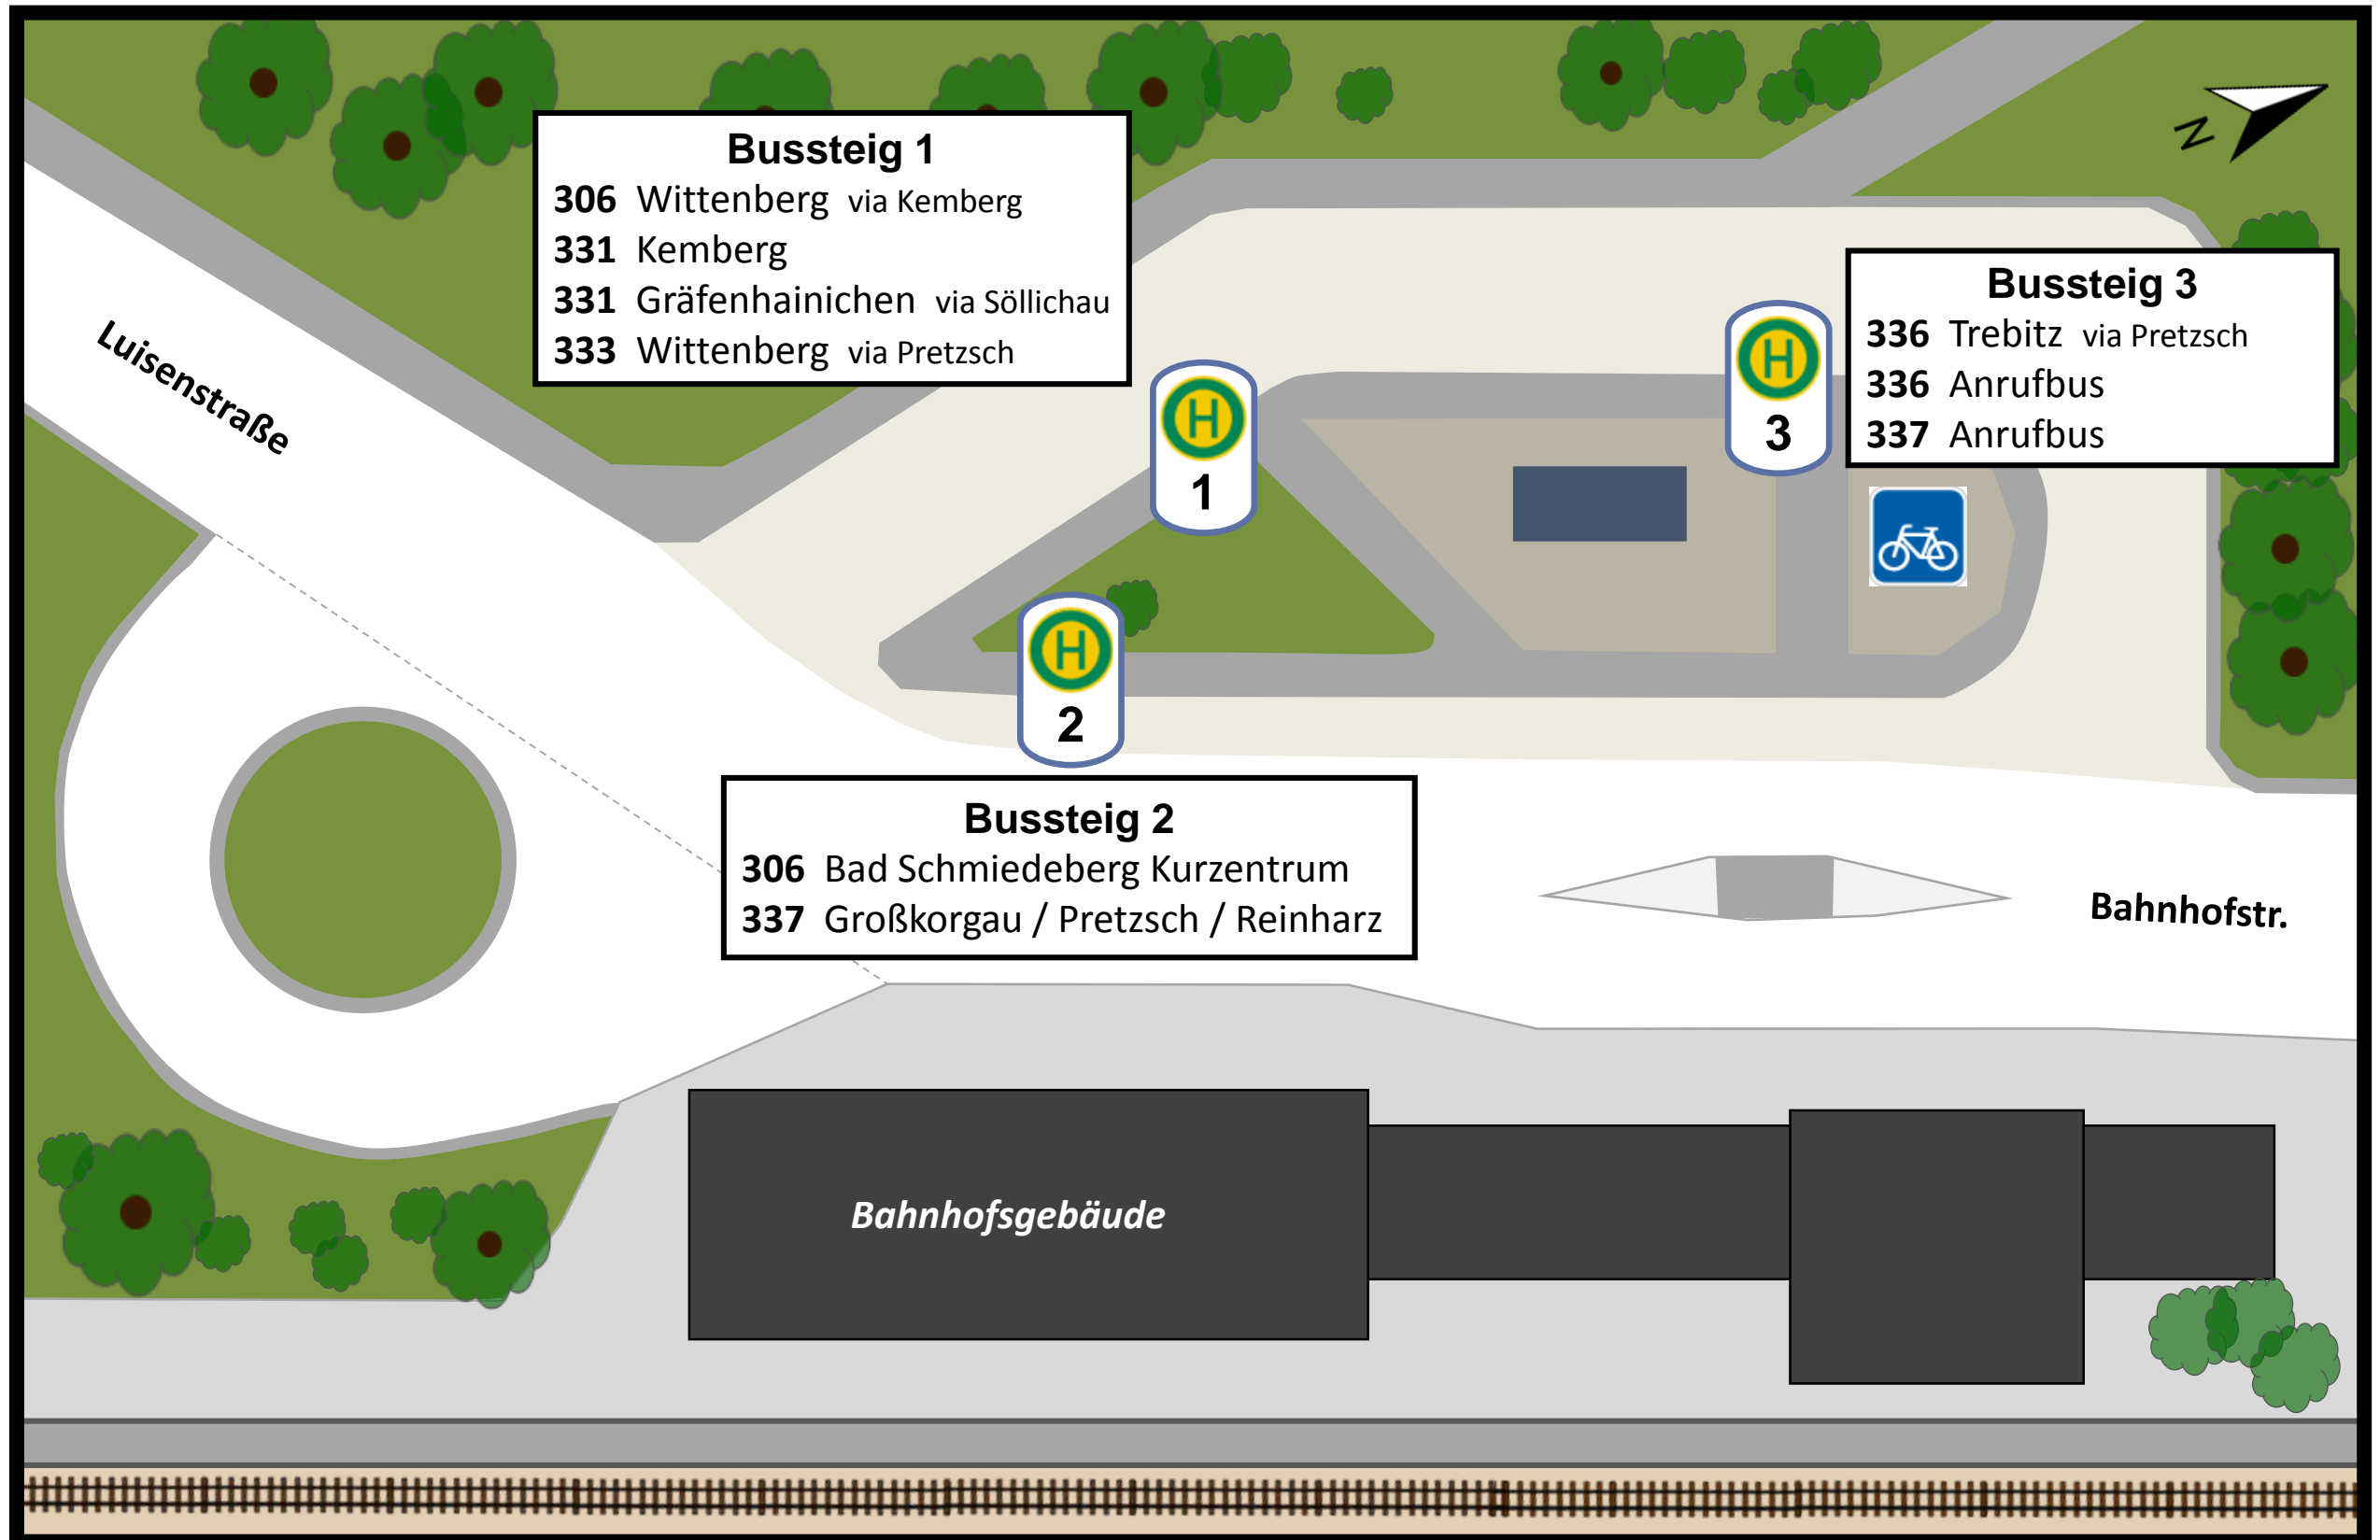 N
Bussteig 1
306 Wittenberg via Kemberg
331 Kemberg
331 Gräfenhainichen via Söllichau
333 Wittenberg via Pretzsch
Bussteig 3
336 Trebitz via Pretzsch
336 Anrufbus
337 Anrufbus
Luisenstraße
H
1
H
3
H
2
Bussteig 2
306 Bad Schmiedeberg Kurzentrum
337 Großkorgau / Pretzsch / Reinharz
Bahnhofstr.
Bahnhofsgebäude